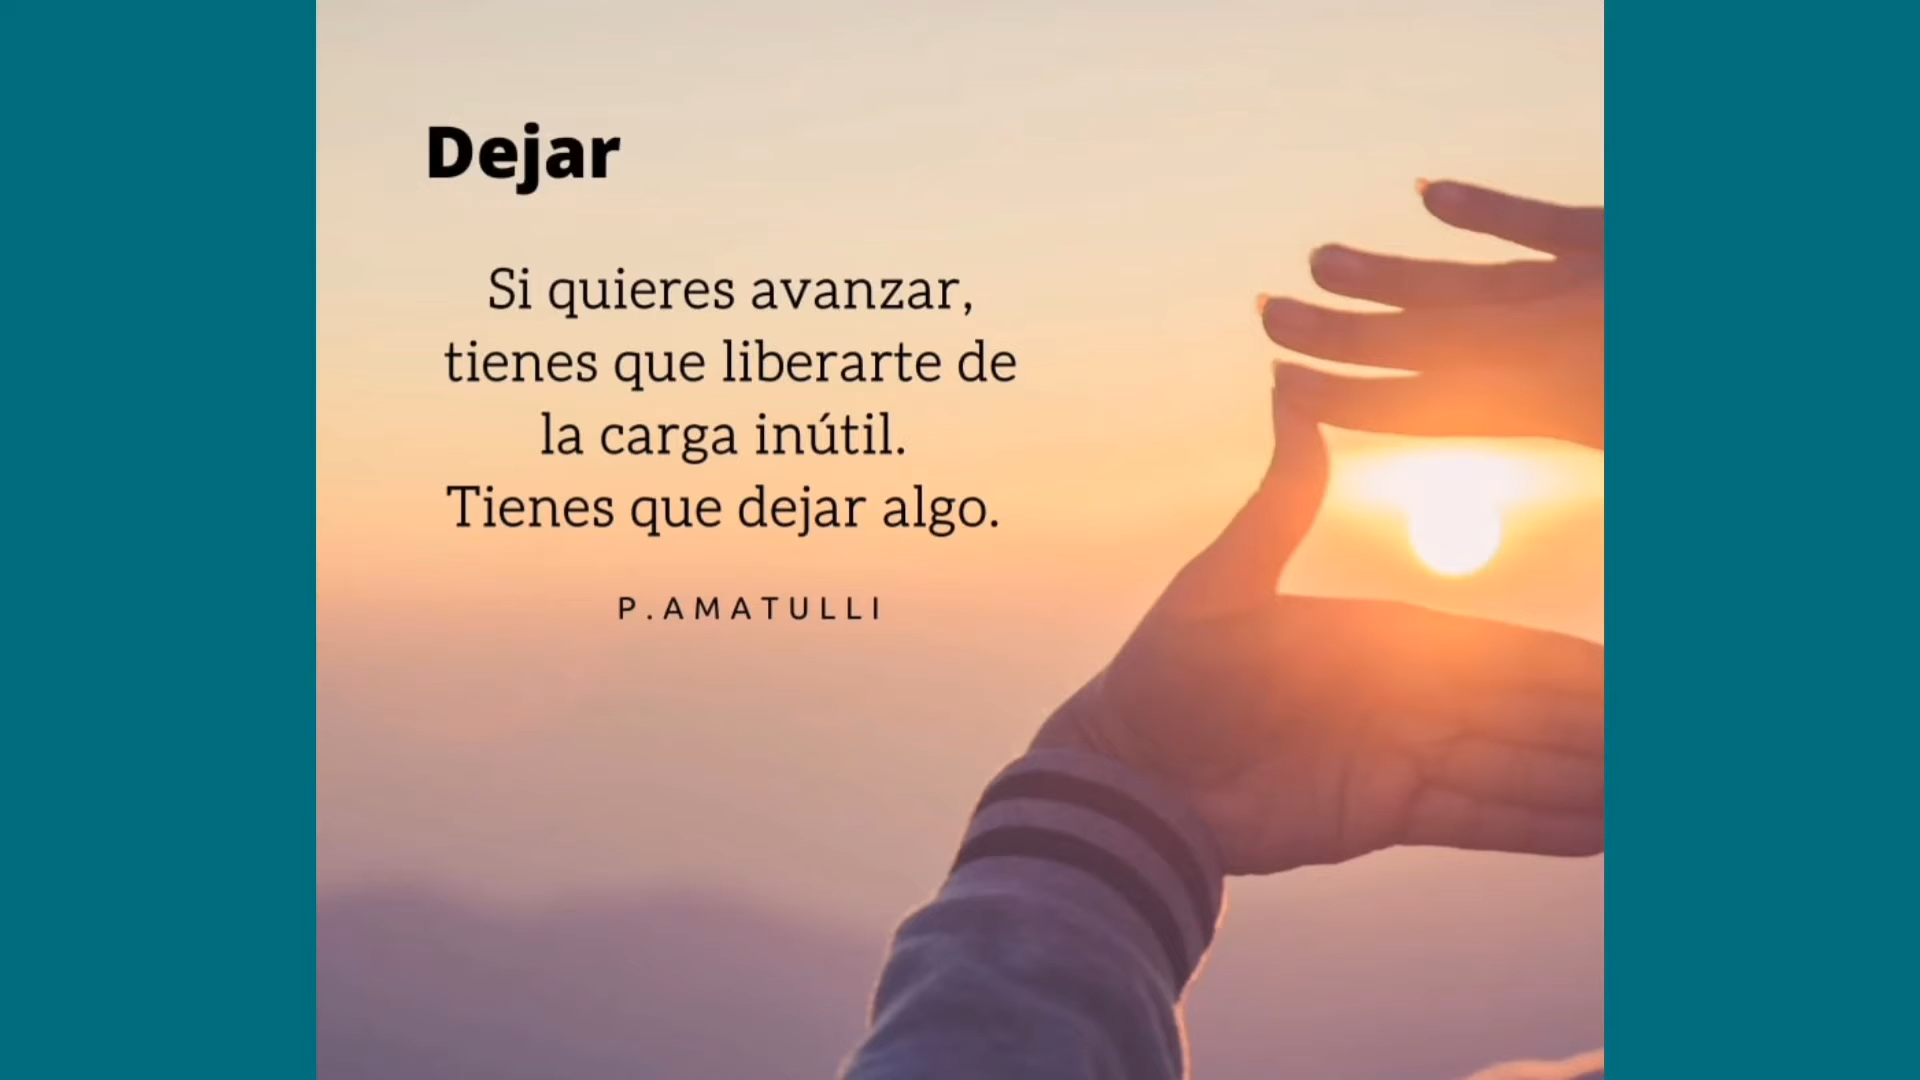 Dejar
Si quieres avanzar,
tienes que liberarte de
la carga inútil.
Tienes que dejar algo.
P.AMATULLI